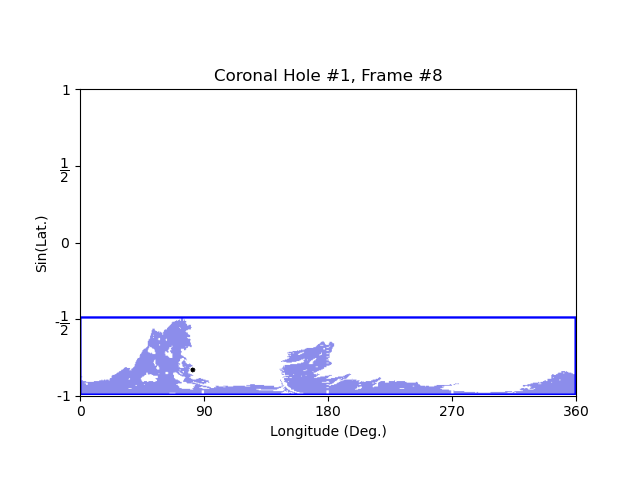 Coronal Hole #1, Frame #8
1
1/2
0
-1/2
-1
Sin(Lat.)
0 90 180 270 360
Longitude (Deg.)